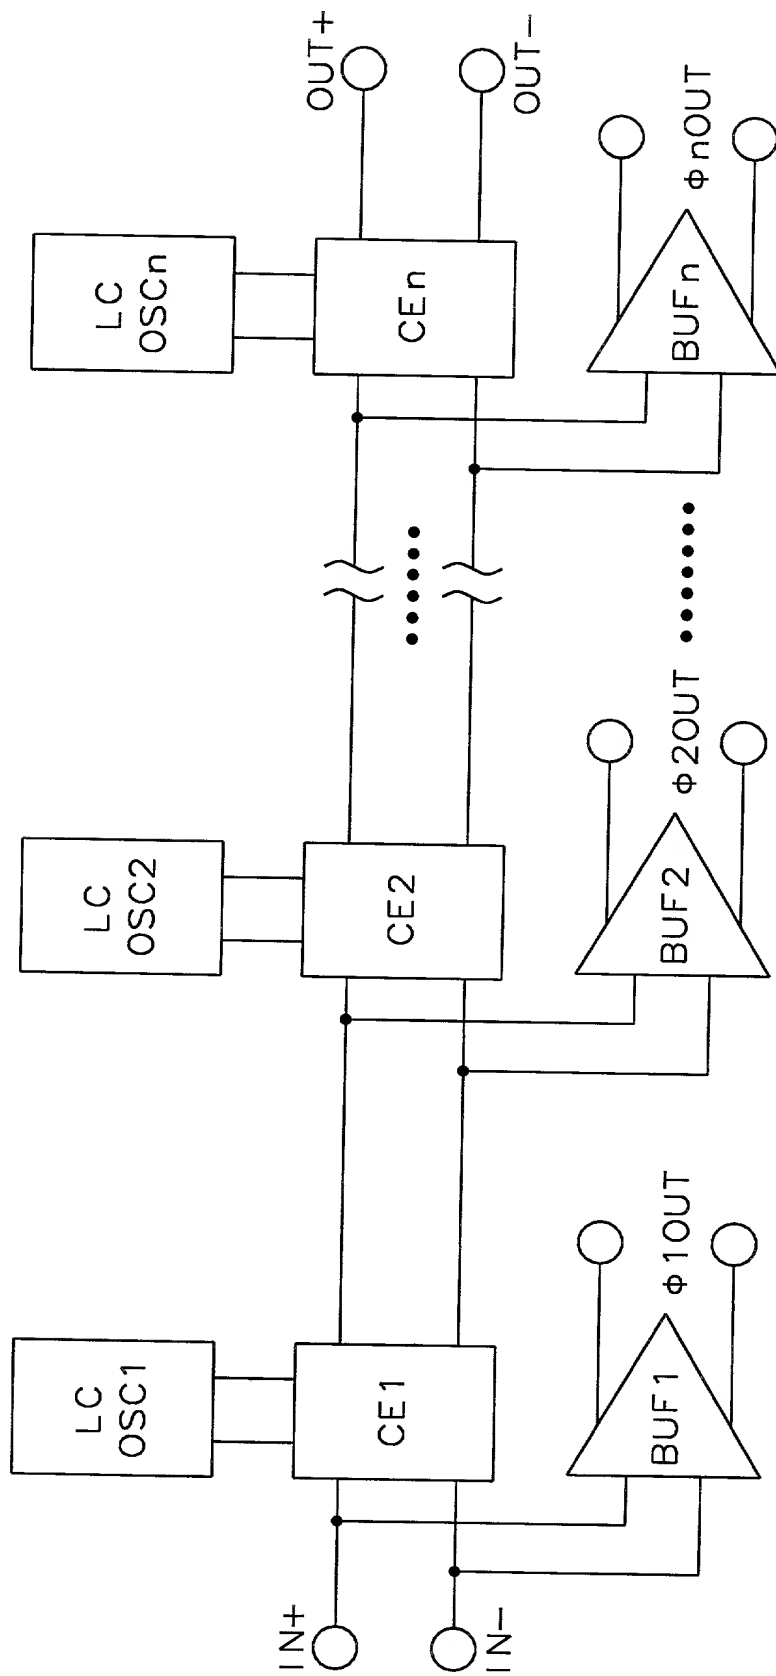 LC
OSC1
LC
OSC2
LC
OSCn
IN+
CE1
CE2
CEn
OUT+
IN-
OUT-
BUF1
Φ1OUT
BUF2
Φ2OUT
BUFn
ΦnOUT